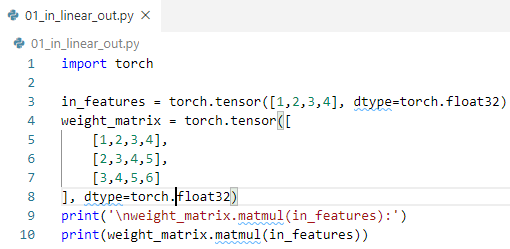 01_in_linear_out.py ×
01_in_linear_out.py
1 import torch
2
3 in_features = torch.tensor([1,2,3,4], dtype=torch.float32)
4 weight_matrix = torch.tensor([
5     [1,2,3,4],
6     [2,3,4,5],
7     [3,4,5,6]
8 ], dtype=torch.float32)
9 print('\nweight_matrix.matmul(in_features):')
10 print(weight_matrix.matmul(in_features))